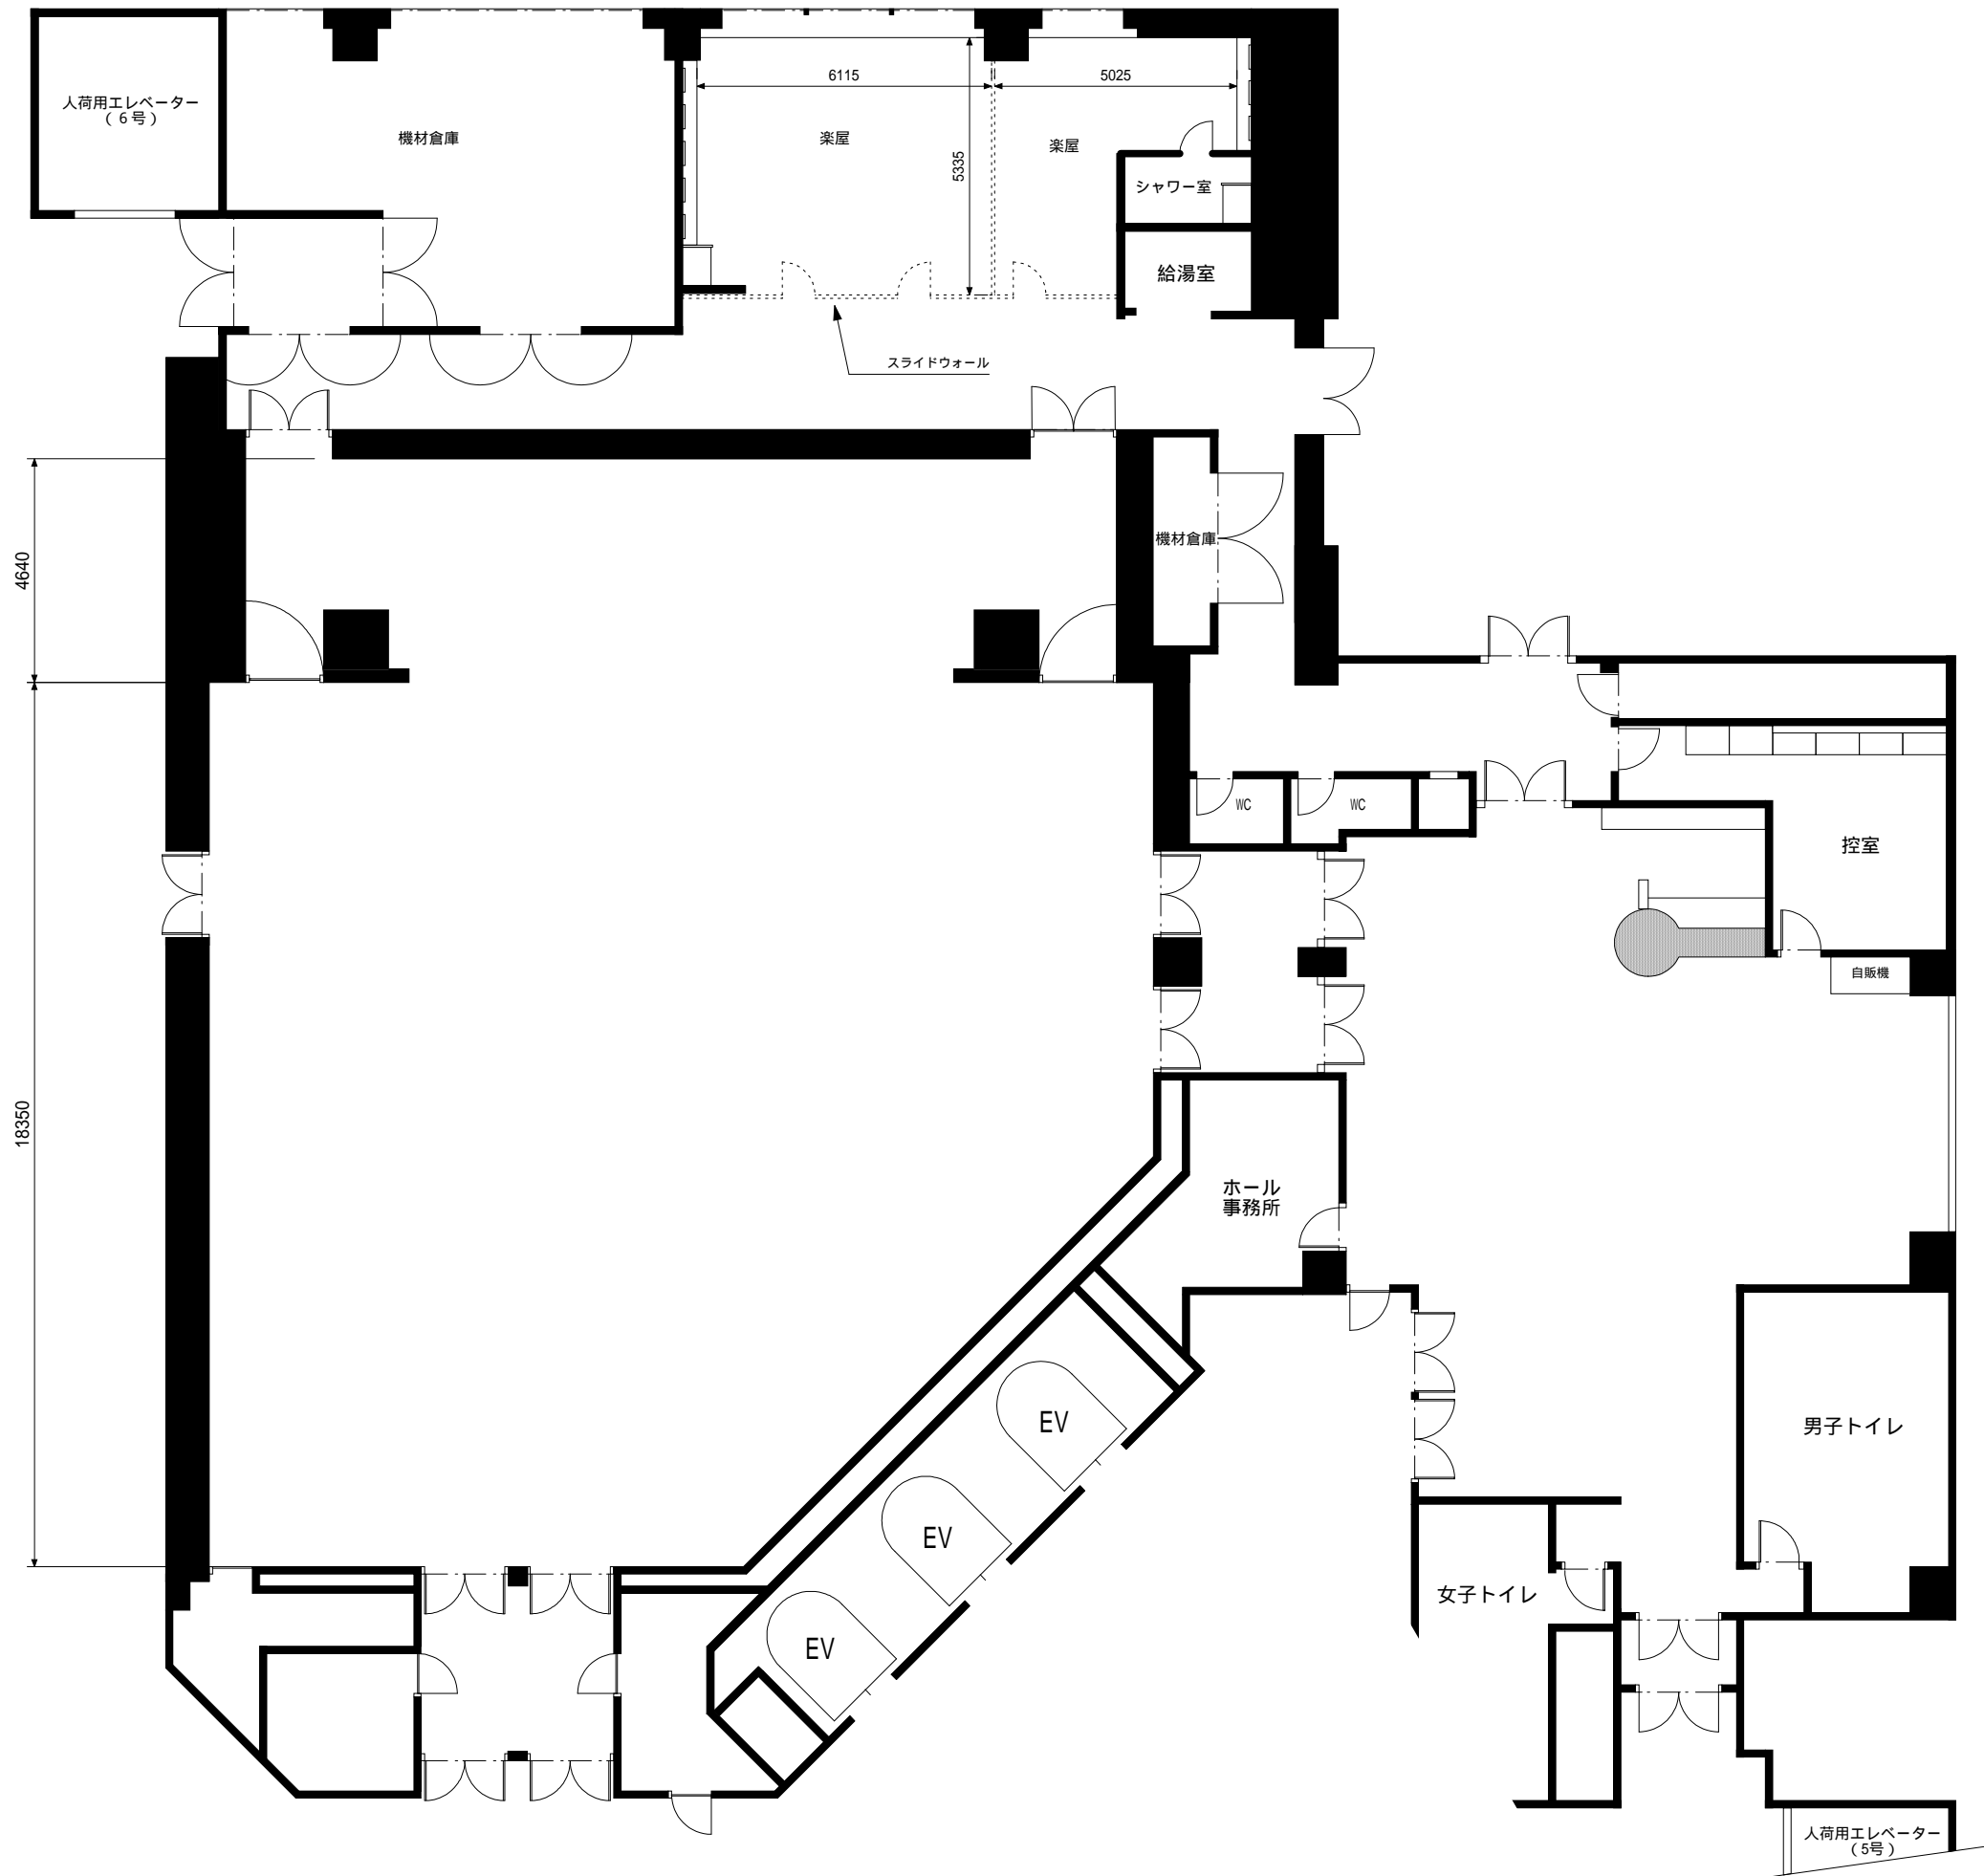 人荷用エレベーター
（６号）
機材倉庫
6115
5025
楽屋
楽屋
5335
シャワー室
給湯室
スライドウォール
4640
機材倉庫
WC
WC
控室
自販機
18350
ホール
事務所
EV
EV
EV
男子トイレ
女子トイレ
人荷用エレベーター
（5号）